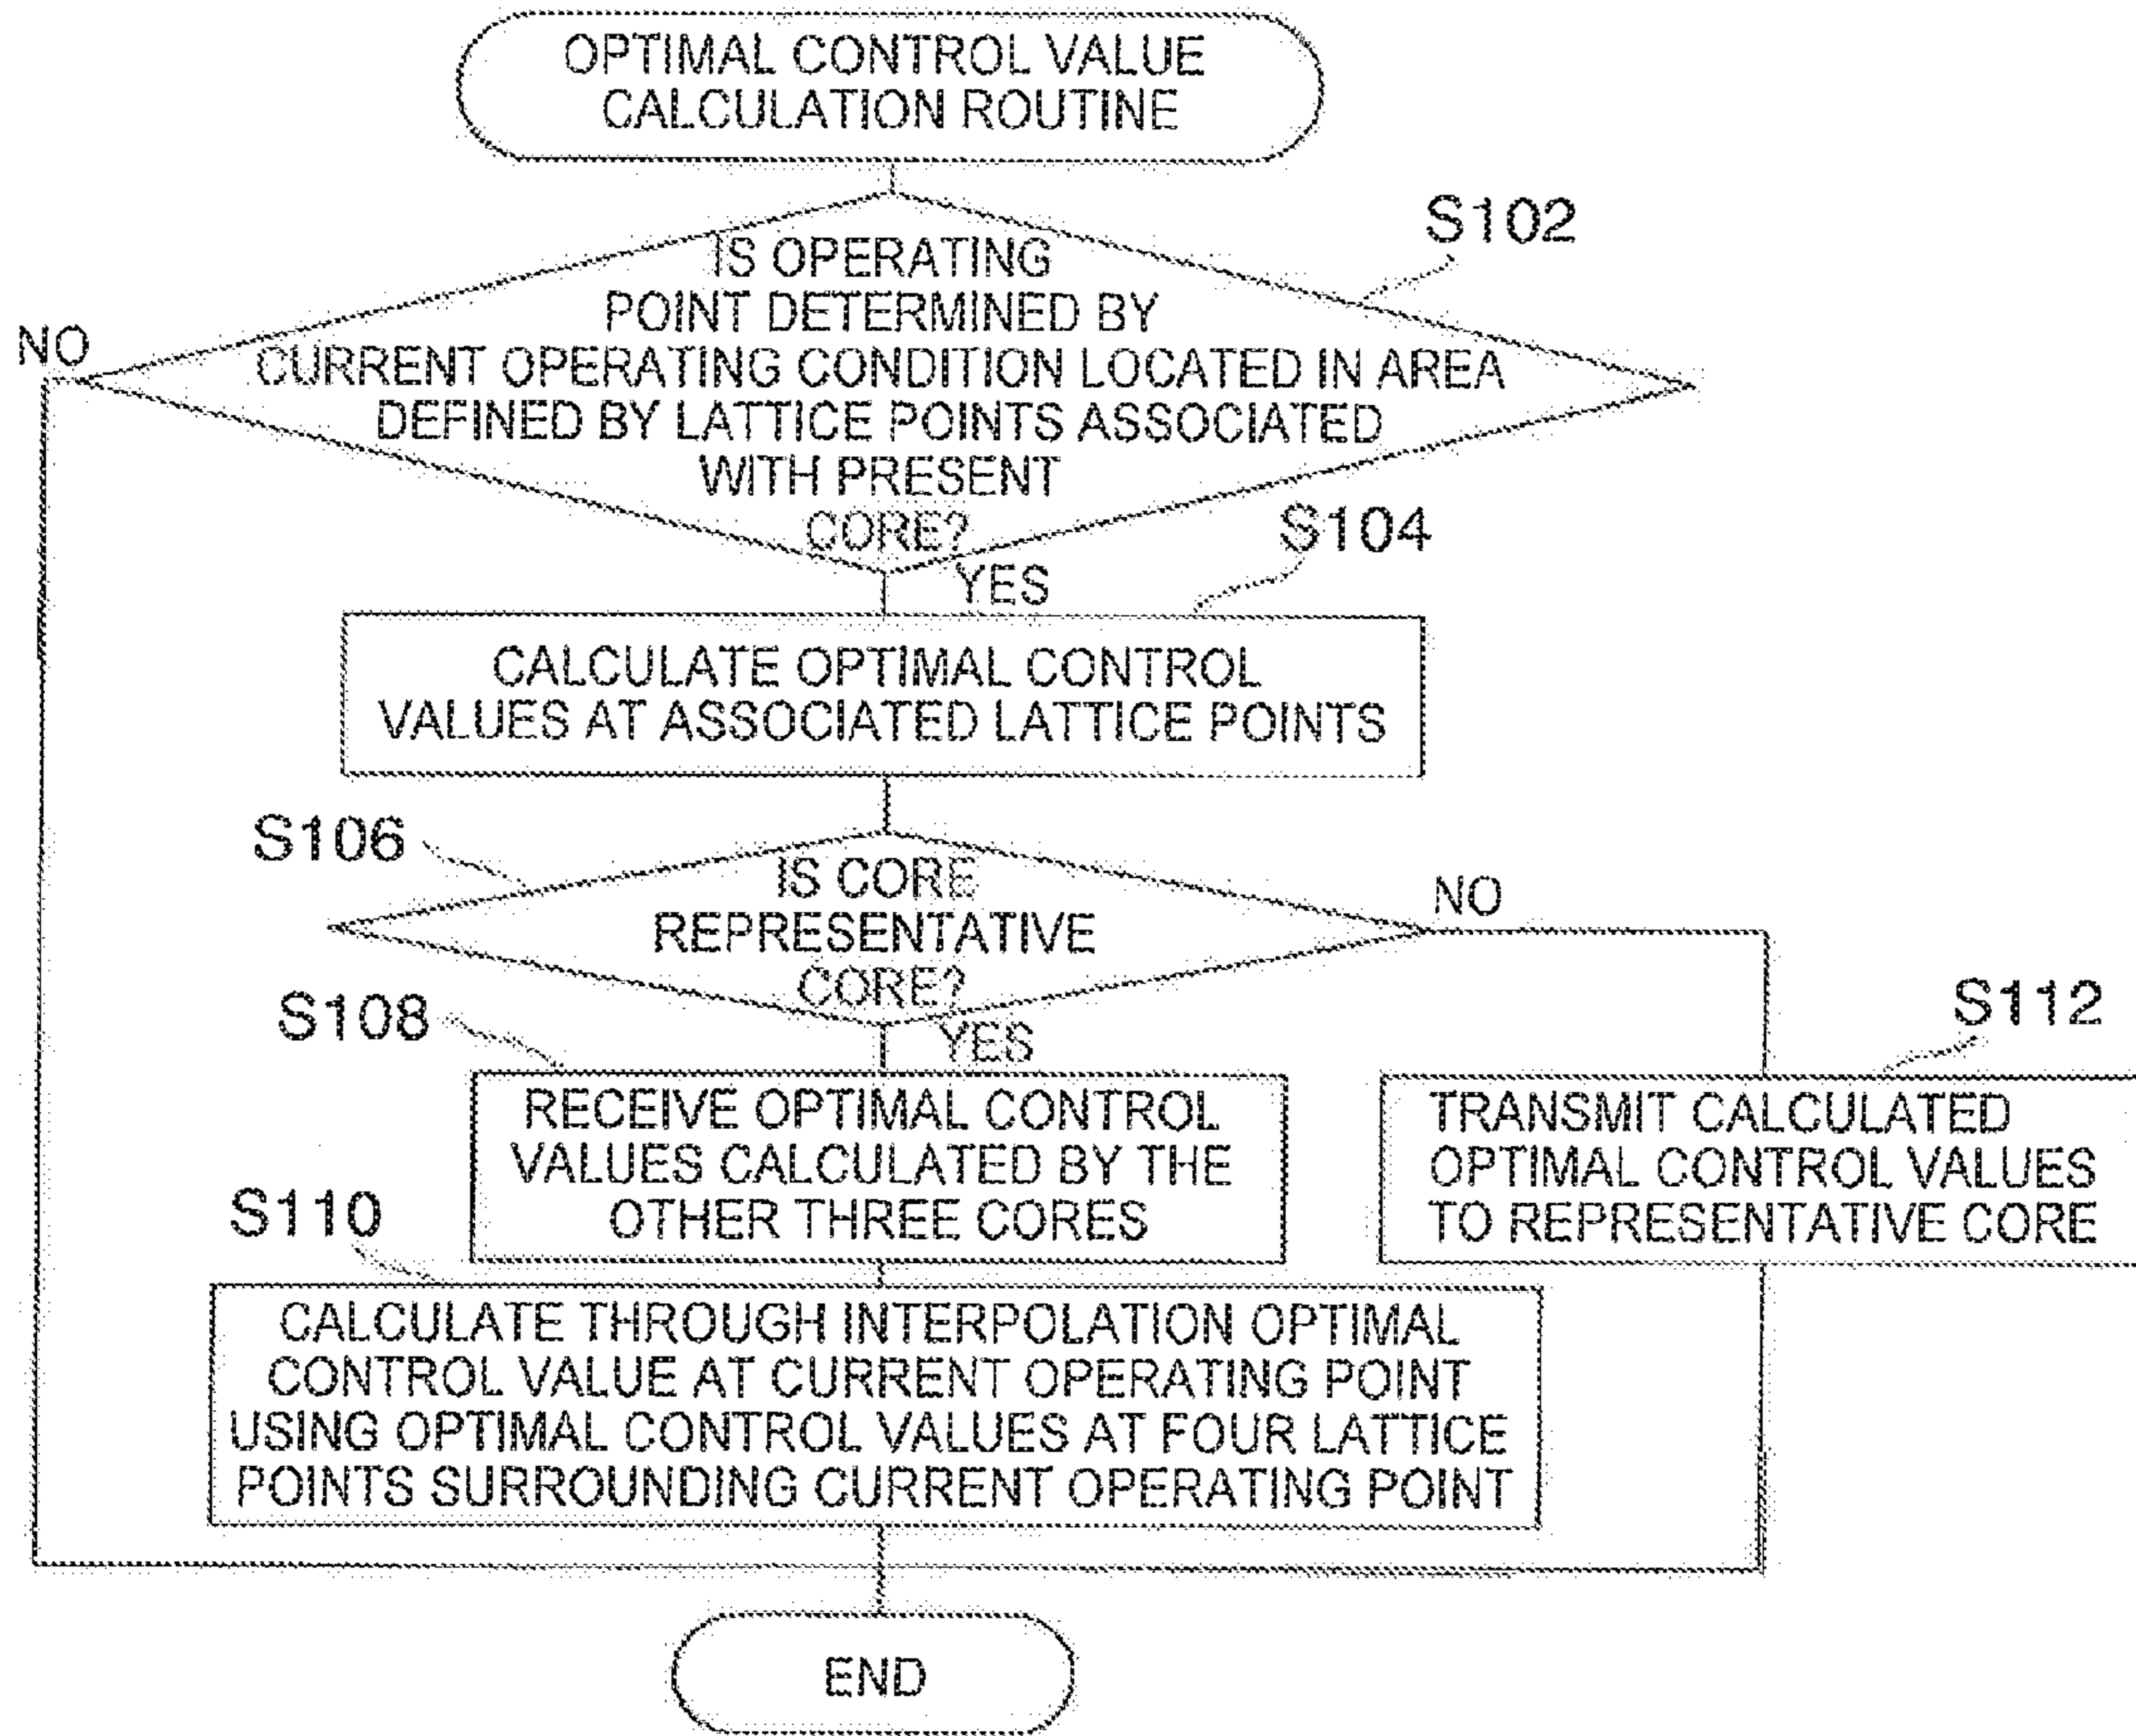 OPTIMAL CONTROL VALUE
CALCULATION ROUTINE
S102
IS OPERATING
POINT DETERMINED BY
CURRENT OPERATING CONDITION LOCATED IN AREA
DEFINED BY LATTICE POINTS ASSOCIATED
WITH PRESENT
CORE?
NO
YES
S104
CALCULATE OPTIMAL CONTROL
VALUES AT ASSOCIATED LATTICE POINTS
S106
IS CORE
REPRESENTATIVE
CORE?
NO
YES
S108
RECEIVE OPTIMAL CONTROL
VALUES CALCULATED BY THE
OTHER THREE CORES
S112
TRANSMIT CALCULATED
OPTIMAL CONTROL VALUES
TO REPRESENTATIVE CORE
S110
CALCULATE THROUGH INTERPOLATION OPTIMAL
CONTROL VALUE AT CURRENT OPERATING POINT
USING OPTIMAL CONTROL VALUES AT FOUR LATTICE
POINTS SURROUNDING CURRENT OPERATING POINT
END